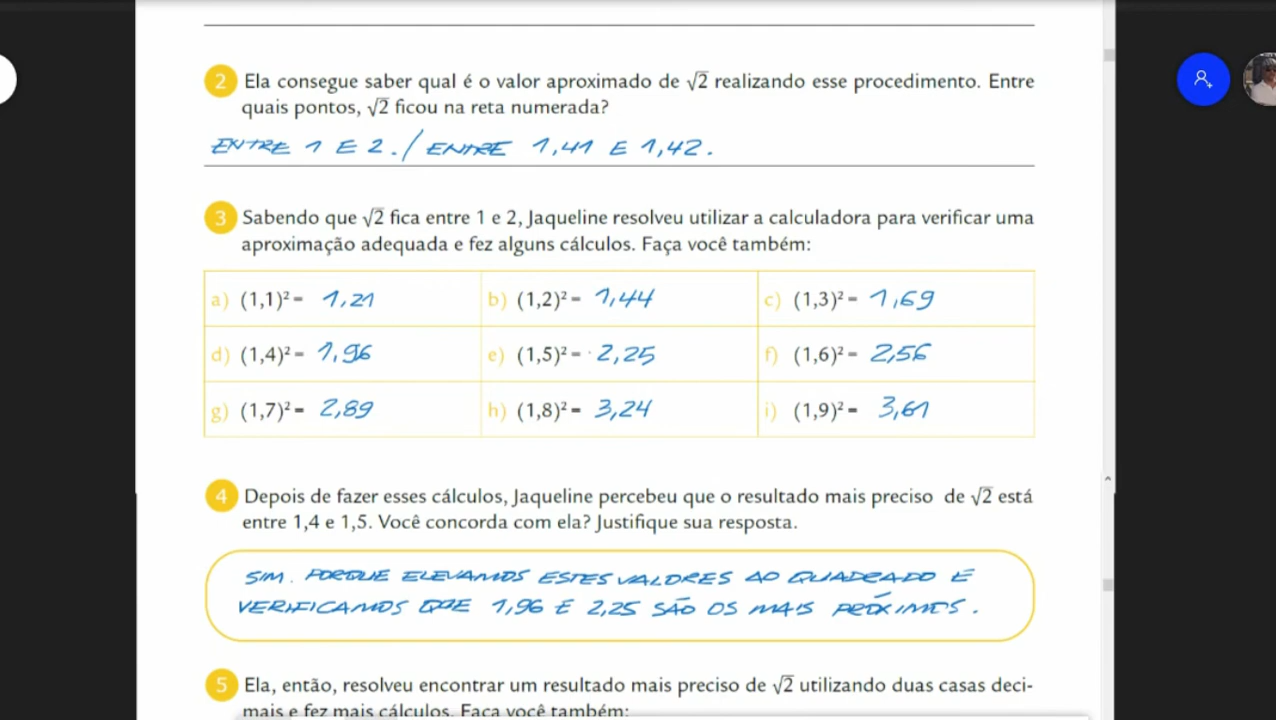 2 Ela consegue saber qual é o valor aproximado de √2 realizando esse procedimento. Entre
quais pontos, √2 ficou na reta numerada?
ENTRE 1 E 2. / ENTRE 1,41 E 1,42.
3 Sabendo que √2 fica entre 1 e 2, Jaqueline resolveu utilizar a calculadora para verificar uma
aproximação adequada e fez alguns cálculos. Faça você também:
a) (1,1)² = 1,21 b) (1,2)² = 1,44 c) (1,3)² = 1,69
d) (1,4)² = 1,96 e) (1,5)² = 2,25 f) (1,6)² = 2,56
g) (1,7)² = 2,89 h) (1,8)² = 3,24 i) (1,9)² = 3,61
4 Depois de fazer esses cálculos, Jaqueline percebeu que o resultado mais preciso de √2 está
entre 1,4 e 1,5. Você concorda com ela? Justifique sua resposta.
SIM. PORQUE ELEVAMOS ESTES VALORES AO QUADRADO E
VERIFICAMOS QUE 1,96 E 2,25 SÃO OS MAIS PRÓXIMOS.
5 Ela, então, resolveu encontrar um resultado mais preciso de √2 utilizando duas casas deci-
mais e fez mais cálculos. Faça você também: